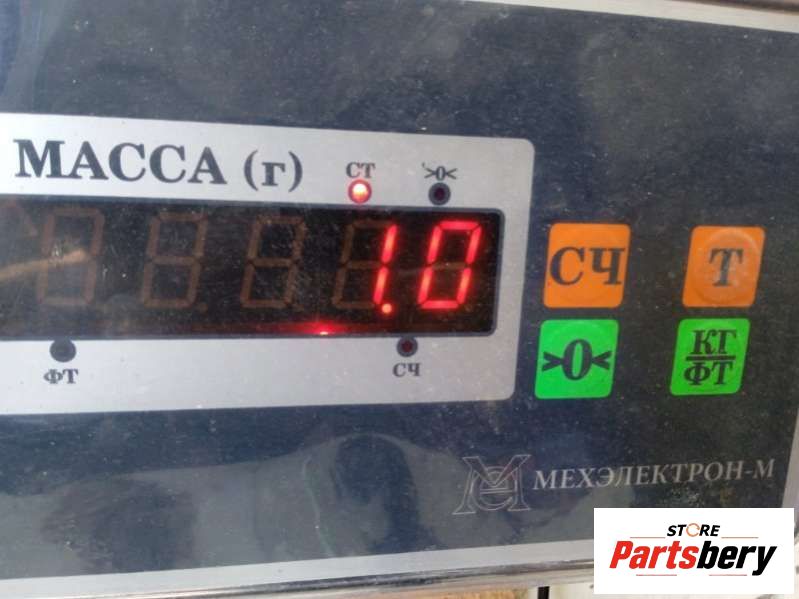 МАССА (г)
СТ
>0<
1.0
ФТ
СЧ
СЧ
Т
>0<
КГ
ФТ
МЕХЭЛЕКТРОН-М
STORE
Partsbery